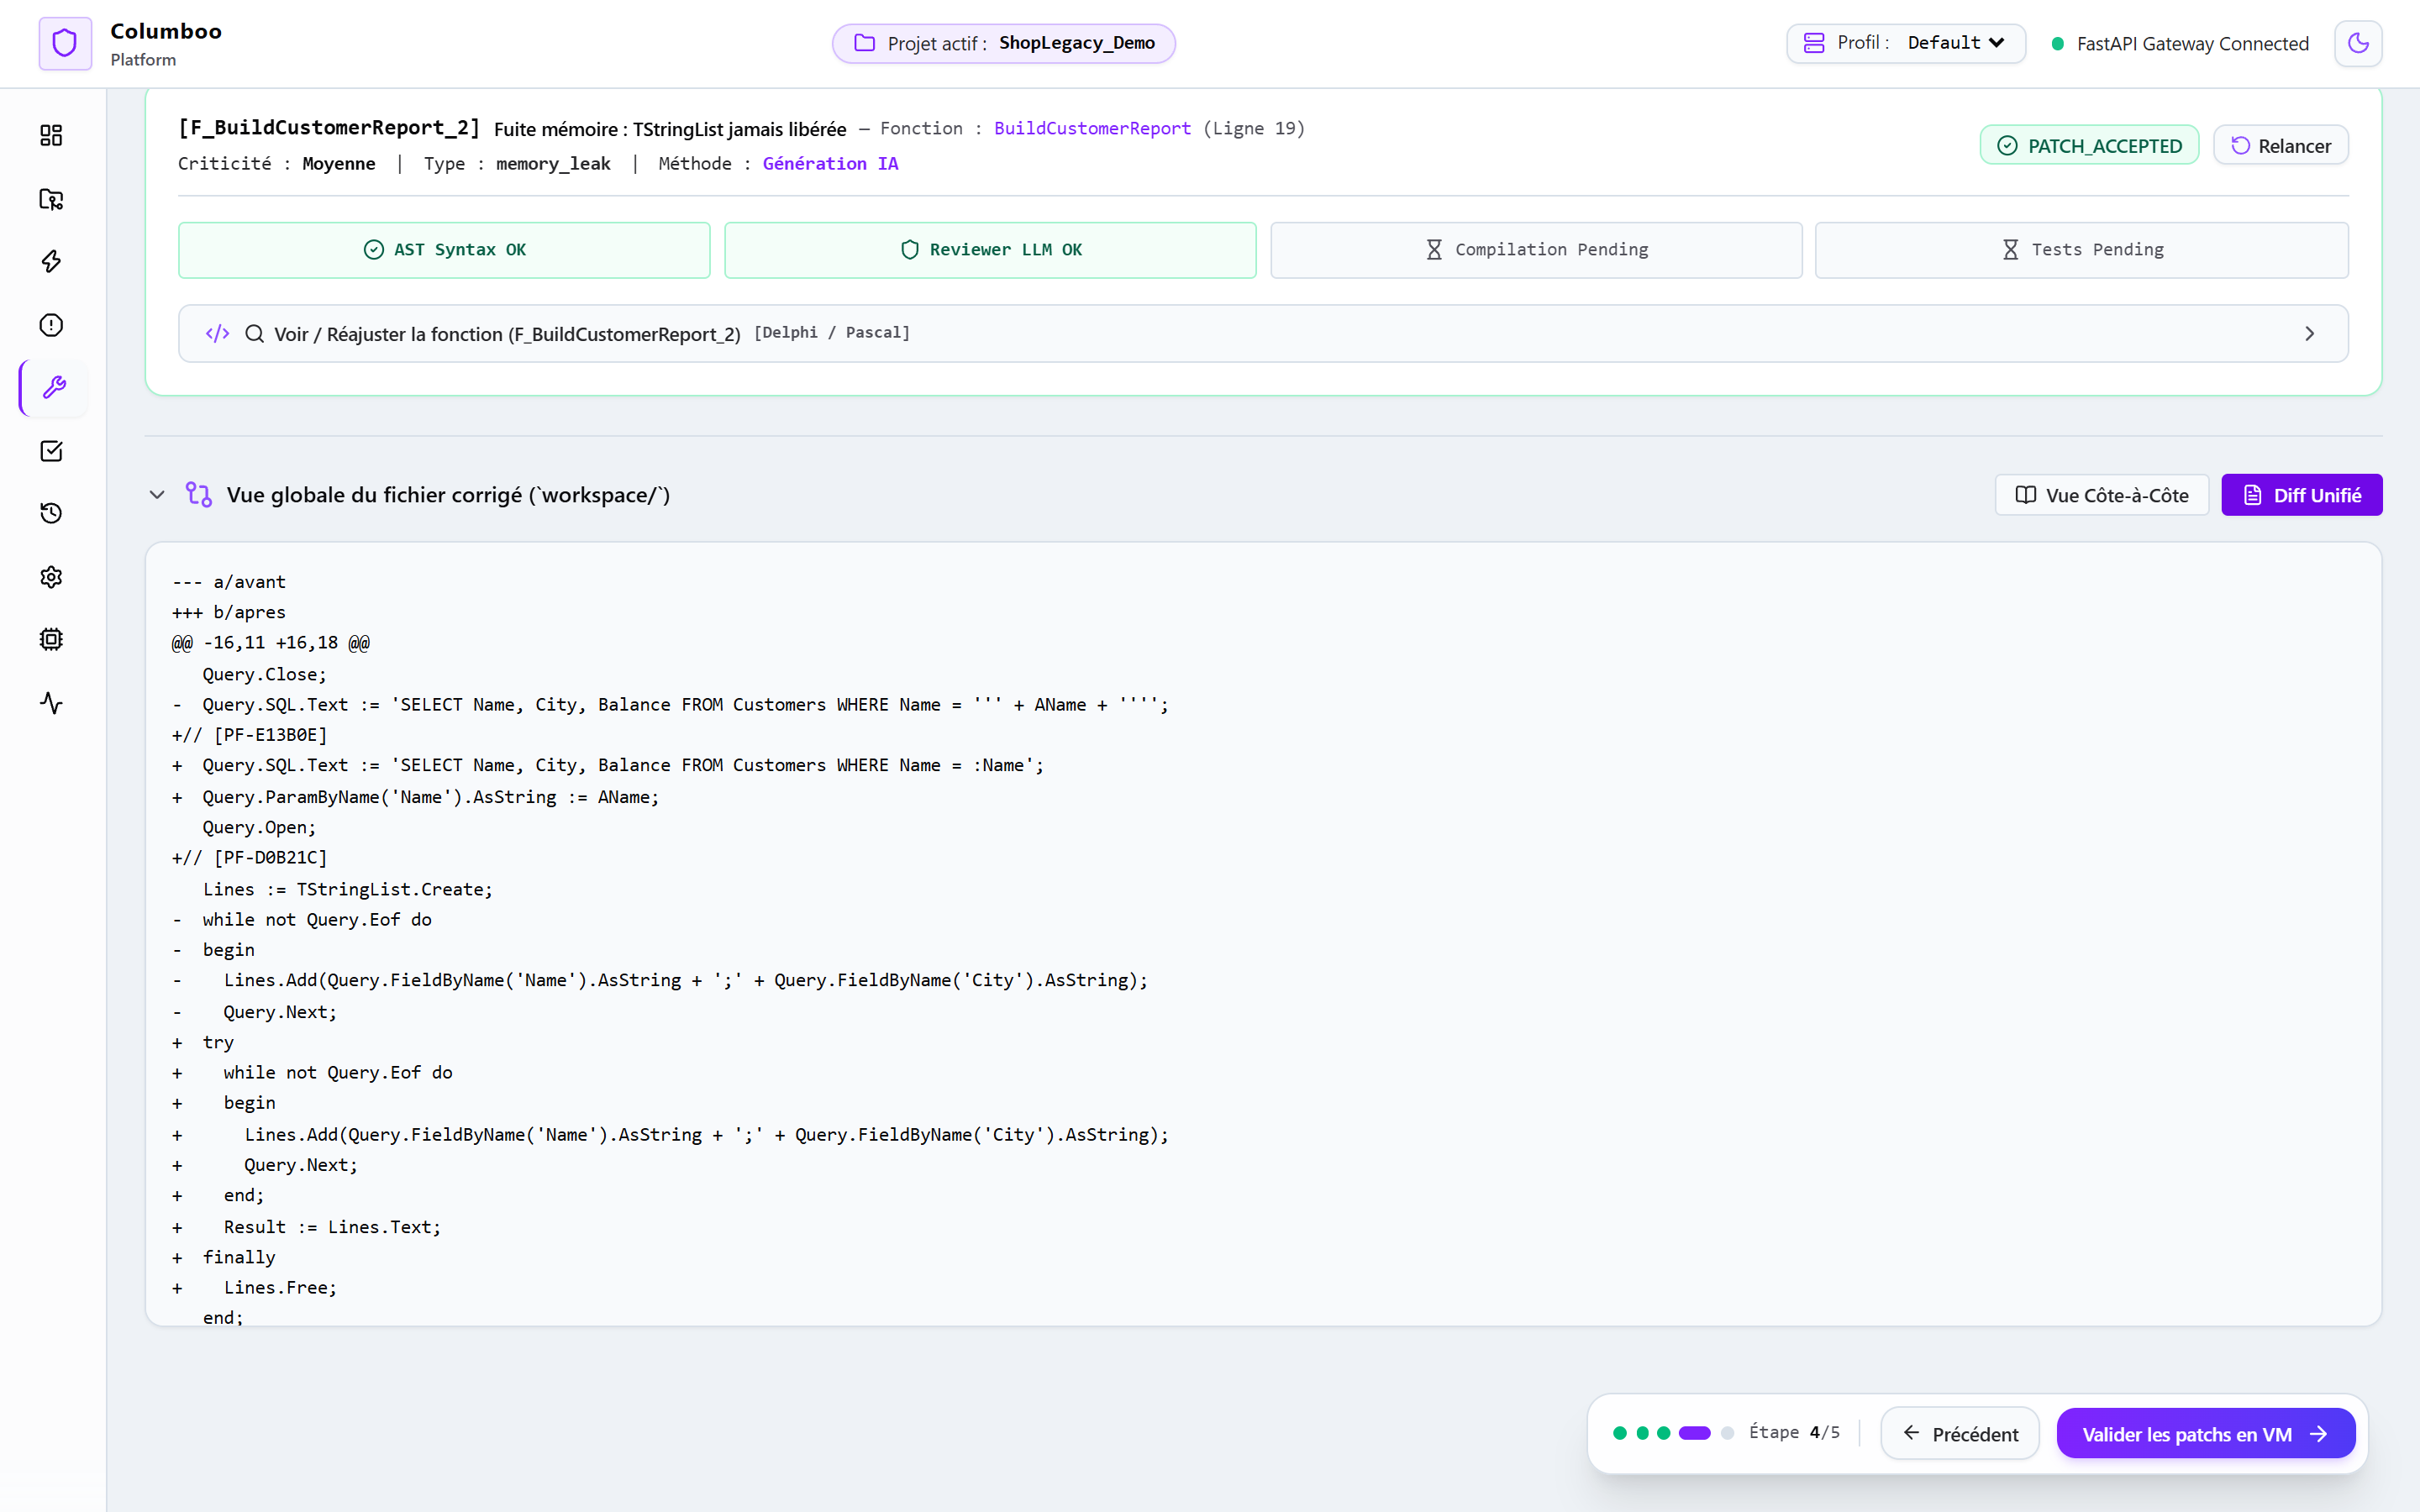 Columboo
Platform
Projet actif : ShopLegacy_Demo
Profil : Default
FastAPI Gateway Connected
[F_BuildCustomerReport_2] Fuite mémoire : TStringList jamais libérée — Fonction : BuildCustomerReport (Ligne 19)
Criticité : Moyenne | Type : memory_leak | Méthode : Génération IA
PATCH_ACCEPTED
Relancer
AST Syntax OK
Reviewer LLM OK
Compilation Pending
Tests Pending
Voir / Réajuster la fonction (F_BuildCustomerReport_2) [Delphi / Pascal]
Vue globale du fichier corrigé (`workspace/`)
Vue Côte-à-Côte
Diff Unifié
--- a/avant
+++ b/apres
@@ -16,11 +16,18 @@
   Query.Close;
-  Query.SQL.Text := 'SELECT Name, City, Balance FROM Customers WHERE Name = ''' + AName + '''';
+// [PF-E13B0E]
+  Query.SQL.Text := 'SELECT Name, City, Balance FROM Customers WHERE Name = :Name';
+  Query.ParamByName('Name').AsString := AName;
   Query.Open;
+// [PF-D0B21C]
   Lines := TStringList.Create;
-  while not Query.Eof do
-  begin
-    Lines.Add(Query.FieldByName('Name').AsString + ';' + Query.FieldByName('City').AsString);
-    Query.Next;
+  try
+    while not Query.Eof do
+    begin
+      Lines.Add(Query.FieldByName('Name').AsString + ';' + Query.FieldByName('City').AsString);
+      Query.Next;
+    end;
+    Result := Lines.Text;
+  finally
+    Lines.Free;
   end;
Étape 4/5
Précédent
Valider les patchs en VM